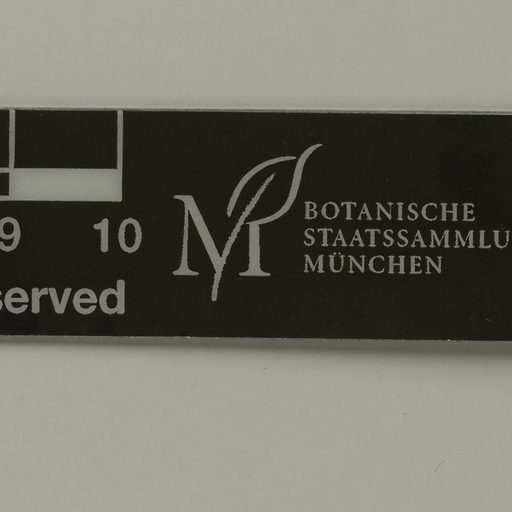 9 10
served
M
BOTANISCHE
STAATSSAMMLU
MÜNCHEN